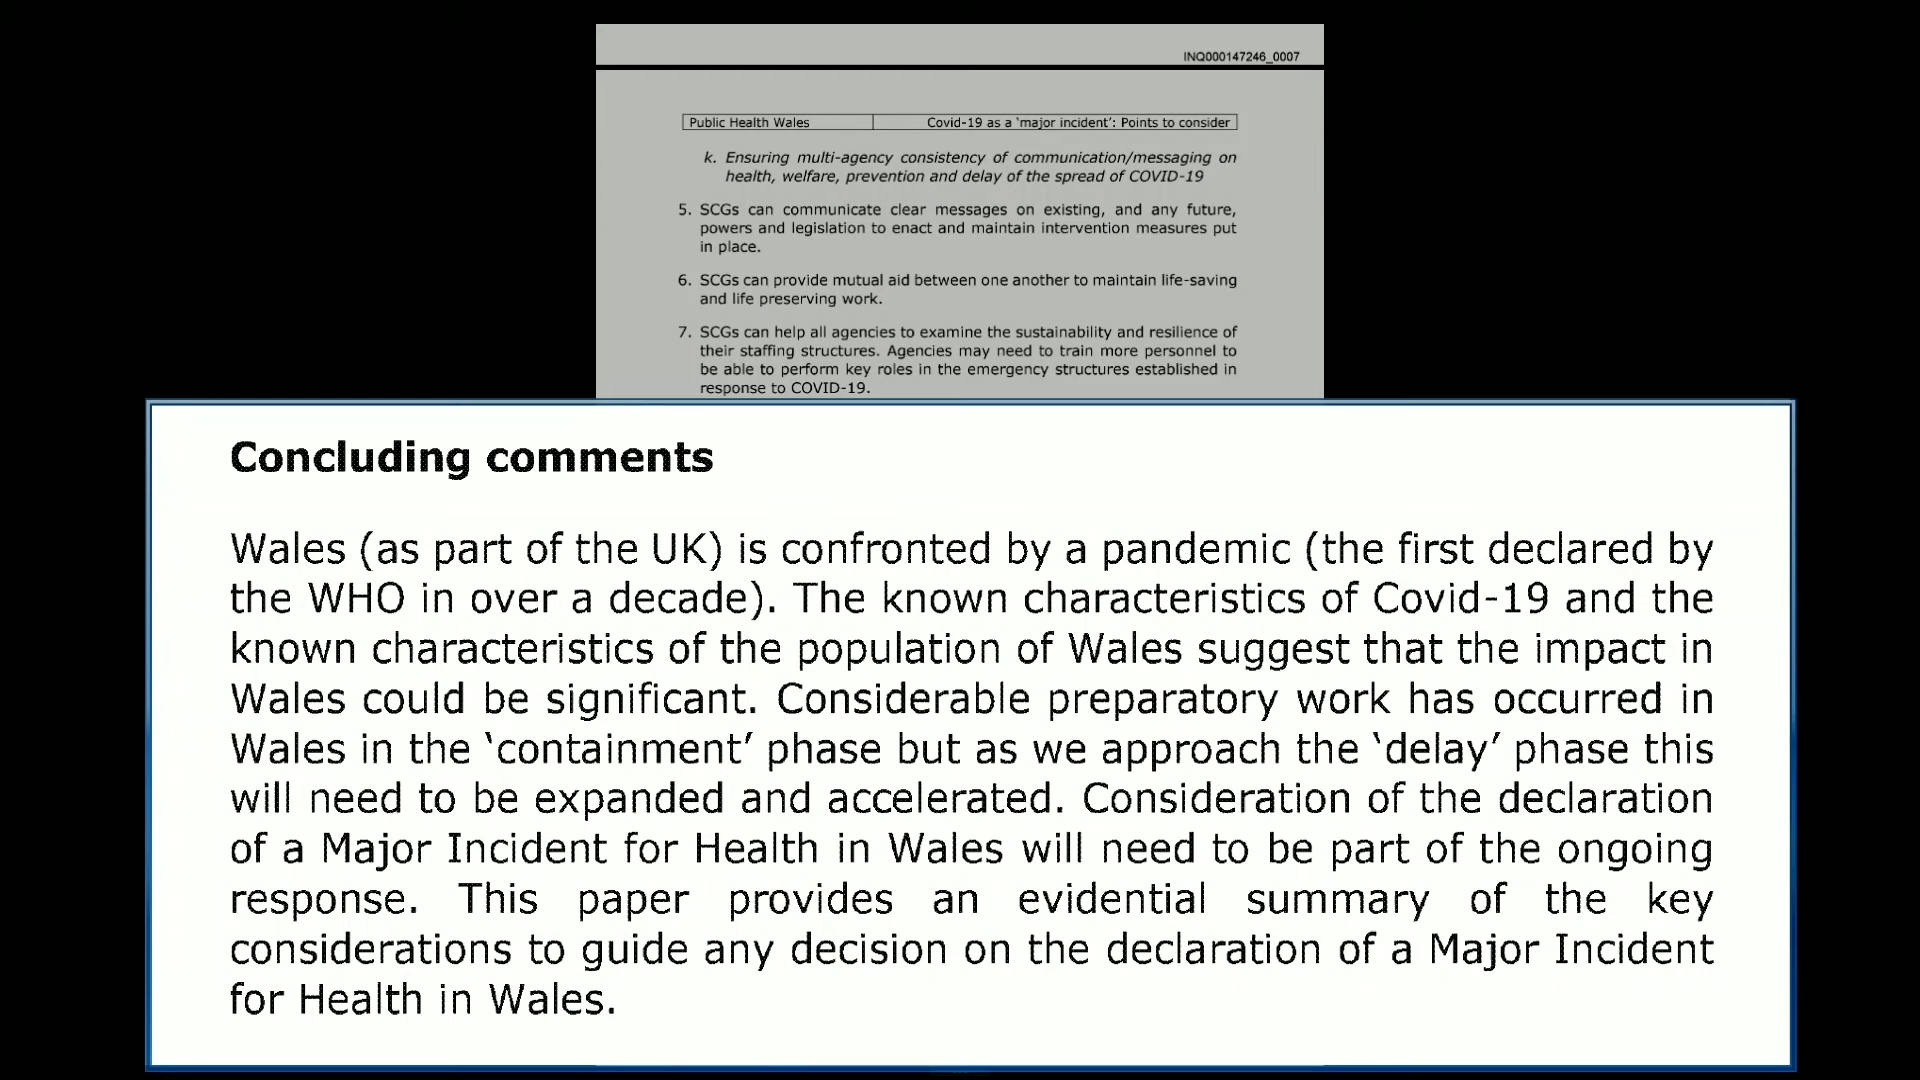 INQ000147246_0007
Public Health Wales Covid-19 as a ‘major incident’: Points to consider
k. Ensuring multi-agency consistency of communication/messaging on
health, welfare, prevention and delay of the spread of COVID-19
5. SCGs can communicate clear messages on existing, and any future,
powers and legislation to enact and maintain intervention measures put
in place.
6. SCGs can provide mutual aid between one another to maintain life-saving
and life preserving work.
7. SCGs can help all agencies to examine the sustainability and resilience of
their staffing structures. Agencies may need to train more personnel to
be able to perform key roles in the emergency structures established in
response to COVID-19.
Concluding comments
Wales (as part of the UK) is confronted by a pandemic (the first declared by
the WHO in over a decade). The known characteristics of Covid-19 and the
known characteristics of the population of Wales suggest that the impact in
Wales could be significant. Considerable preparatory work has occurred in
Wales in the ‘containment’ phase but as we approach the ‘delay’ phase this
will need to be expanded and accelerated. Consideration of the declaration
of a Major Incident for Health in Wales will need to be part of the ongoing
response. This paper provides an evidential summary of the key
considerations to guide any decision on the declaration of a Major Incident
for Health in Wales.